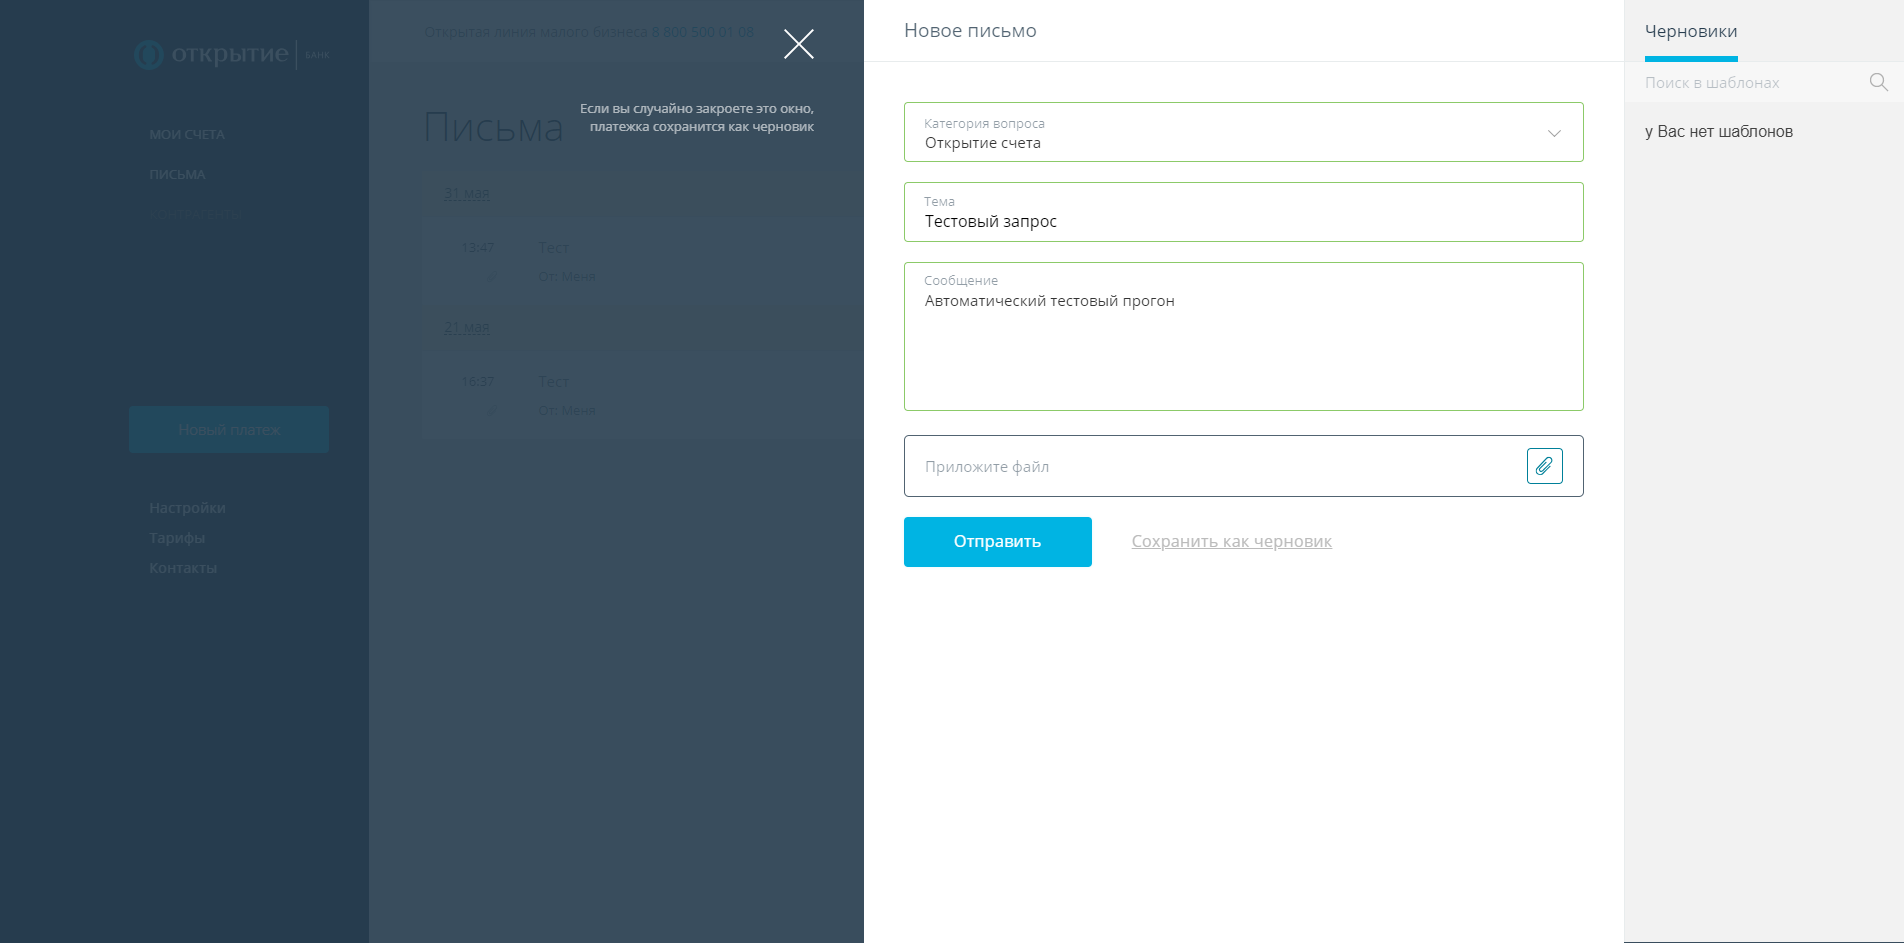 открытие БАНК
МОИ СЧЕТА
ПИСЬМА
КОНТРАГЕНТЫ
Новый платеж
Настройки
Тарифы
Контакты
Открытая линия малого бизнеса 8 800 500 01 08
Если вы случайно закроете это окно,
платежка сохранится как черновик
Письма
31 мая
13:47 Тест
От: Меня
21 мая
16:37 Тест
От: Меня
Новое письмо
Категория вопроса
Открытие счета
Тема
Тестовый запрос
Сообщение
Автоматический тестовый прогон
Приложите файл
Отправить
Сохранить как черновик
Черновики
Поиск в шаблонах
у Вас нет шаблонов